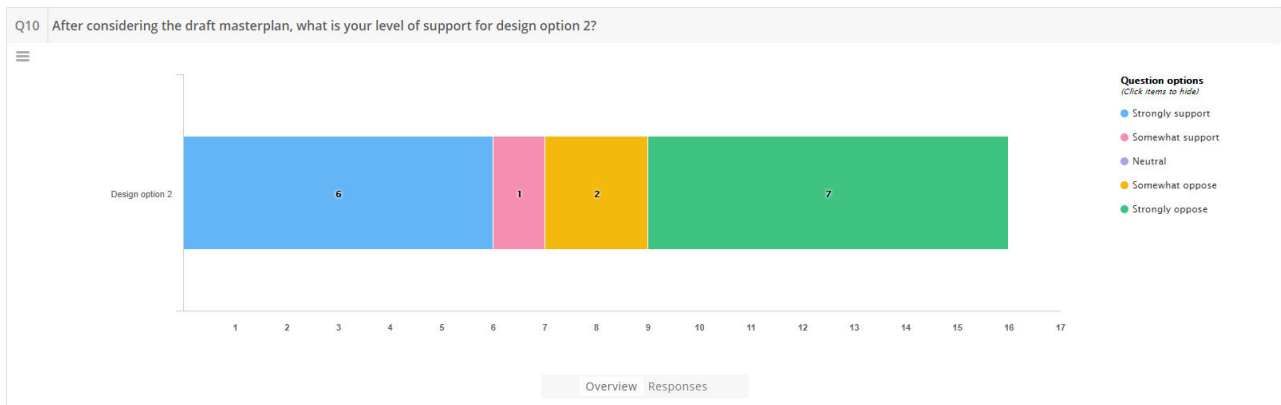 Q10 After considering the draft masterplan, what is your level of support for design option 2?
Question options
(Click items to hide)
Strongly support
Somewhat support
Neutral
Somewhat oppose
Strongly oppose
Design option 2
6 1 2 7
1 2 3 4 5 6 7 8 9 10 11 12 13 14 15 16 17
Overview Responses